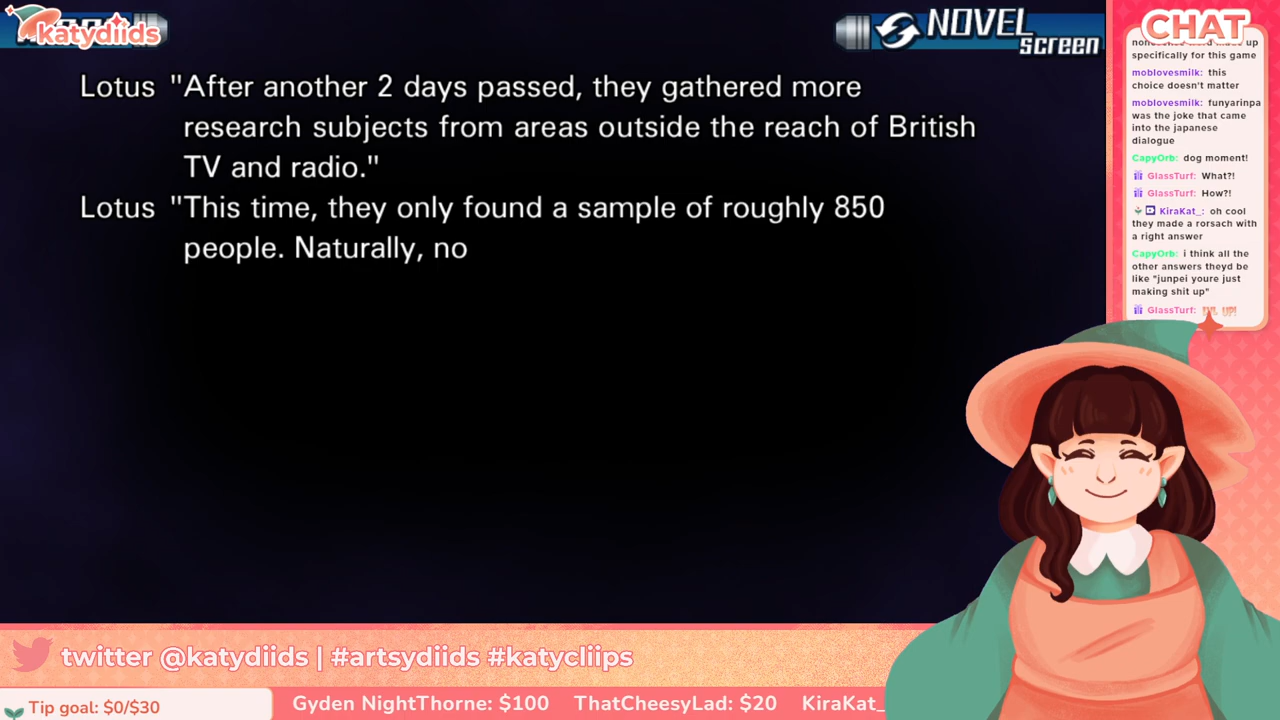 katydiids
NOVEL
Screen
CHAT
Lotus "After another 2 days passed, they gathered more
research subjects from areas outside the reach of British
TV and radio."
Lotus "This time, they only found a sample of roughly 850
people. Naturally, no
up
specifically for this game
moblovesmilk: this
choice doesn't matter
moblovesmilk: funyarinpa
was the joke that came
into the japanese
dialogue
CapyOrb: dog moment!
GlassTurf: What?!
GlassTurf: How?!
KiraKat_: oh cool
they made a rorsach with
a right answer
CapyOrb: i think all the
other answers theyd be
like "junpei youre just
making shit up"
GlassTurf: UP!
twitter @katydiids | #artsydiids #katycliips
Tip goal: $0/$30
Gyden NightThorne: $100 ThatCheesyLad: $20 KiraKat_